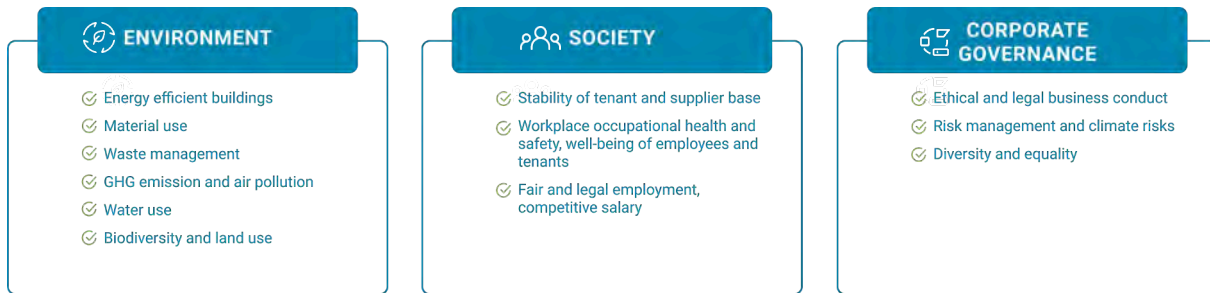 ENVIRONMENT
Energy efficient buildings
Material use
Waste management
GHG emission and air pollution
Water use
Biodiversity and land use
SOCIETY
Stability of tenant and supplier base
Workplace occupational health and
safety, well-being of employees and
tenants
Fair and legal employment,
competitive salary
CORPORATE
GOVERNANCE
Ethical and legal business conduct
Risk management and climate risks
Diversity and equality